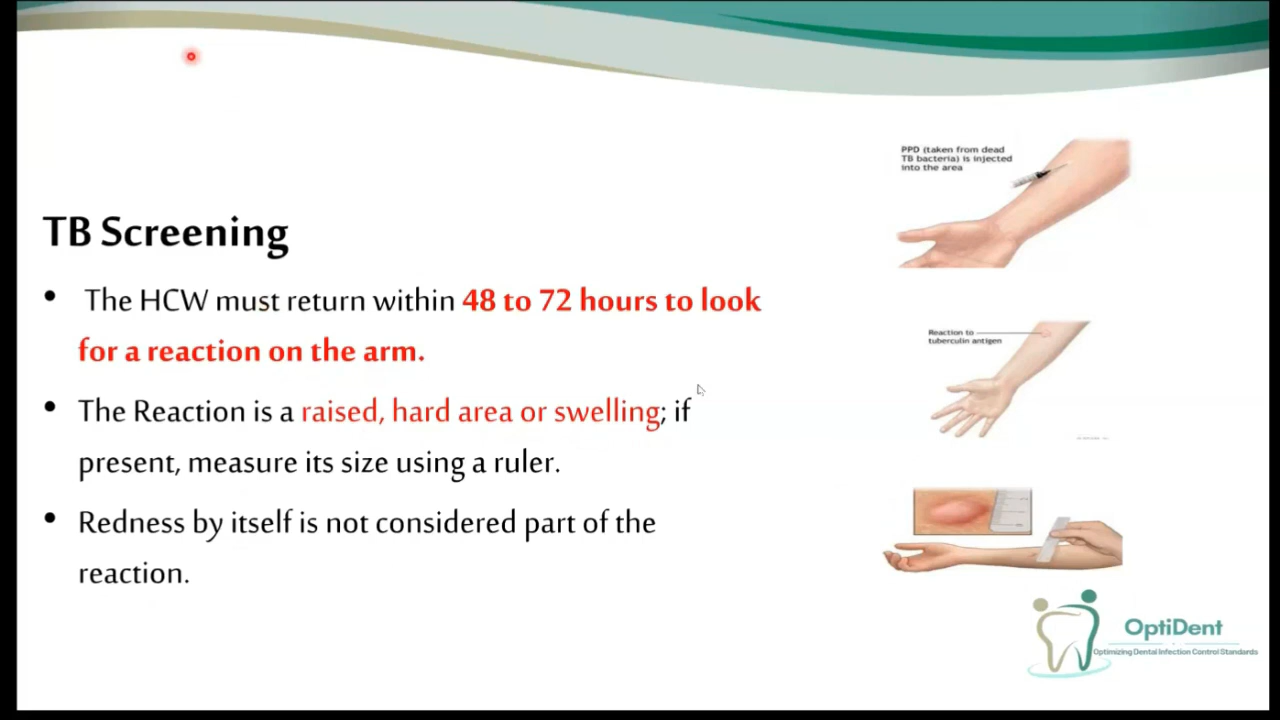 PPD (taken from dead
TB bacteria) is injected
into the area
TB Screening
• The HCW must return within 48 to 72 hours to look
for a reaction on the arm.
Reaction to
tuberculin antigen
• The Reaction is a raised, hard area or swelling; if
present, measure its size using a ruler.
• Redness by itself is not considered part of the
reaction.
OptiDent
Optimizing Dental Infection Control Standards